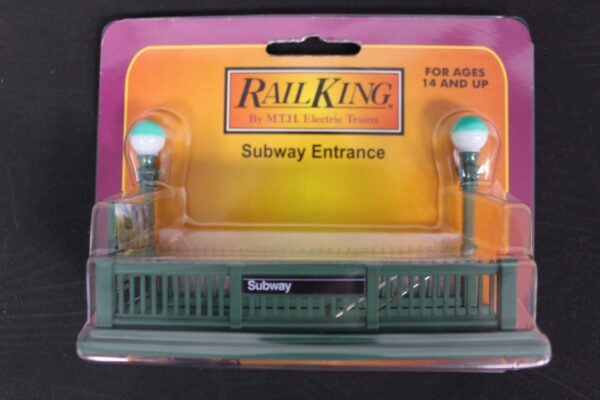 RAILKING®
By M.T.H. Electric Trains
FOR AGES
14 AND UP
Subway Entrance
Subway